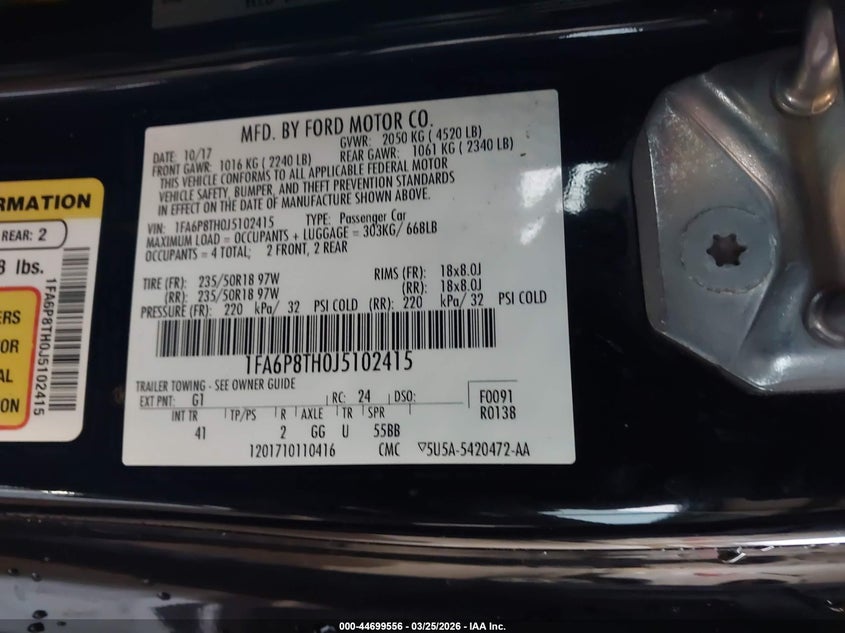 MFD. BY FORD MOTOR CO.
DATE: 10/17 GVWR: 2050 KG ( 4520 LB)
FRONT GAWR: 1016 KG ( 2240 LB) REAR GAWR: 1061 KG ( 2340 LB)
THIS VEHICLE CONFORMS TO ALL APPLICABLE FEDERAL MOTOR
VEHICLE SAFETY, BUMPER, AND THEFT PREVENTION STANDARDS
IN EFFECT ON THE DATE OF MANUFACTURE SHOWN ABOVE.
VIN: 1FA6P8TH0J5102415 TYPE: Passenger Car
MAXIMUM LOAD = OCCUPANTS + LUGGAGE = 303KG/ 668LB
OCCUPANTS = 4 TOTAL; 2 FRONT, 2 REAR
TIRE (FR): 235/50R18 97W RIMS (FR): 18x8.0J
(RR): 235/50R18 97W (RR): 18x8.0J
PRESSURE (FR): 220 kPa/ 32 PSI COLD (RR): 220 kPa/ 32 PSI COLD
1FA6P8TH0J5102415
TRAILER TOWING - SEE OWNER GUIDE
EXT PNT: G1 RC: 24 DSO: F0091
R0138
INT TR TP/PS R AXLE TR SPR
41 2 GG U 55BB
1201710110416 CMC ▽5U5A-5420472-AA
RMATION
REAR: 2
8 lbs.
ERS
OR
AL
ON
1FA6P8TH0J5102415
000-44699556 - 03/25/2026 - IAA Inc.